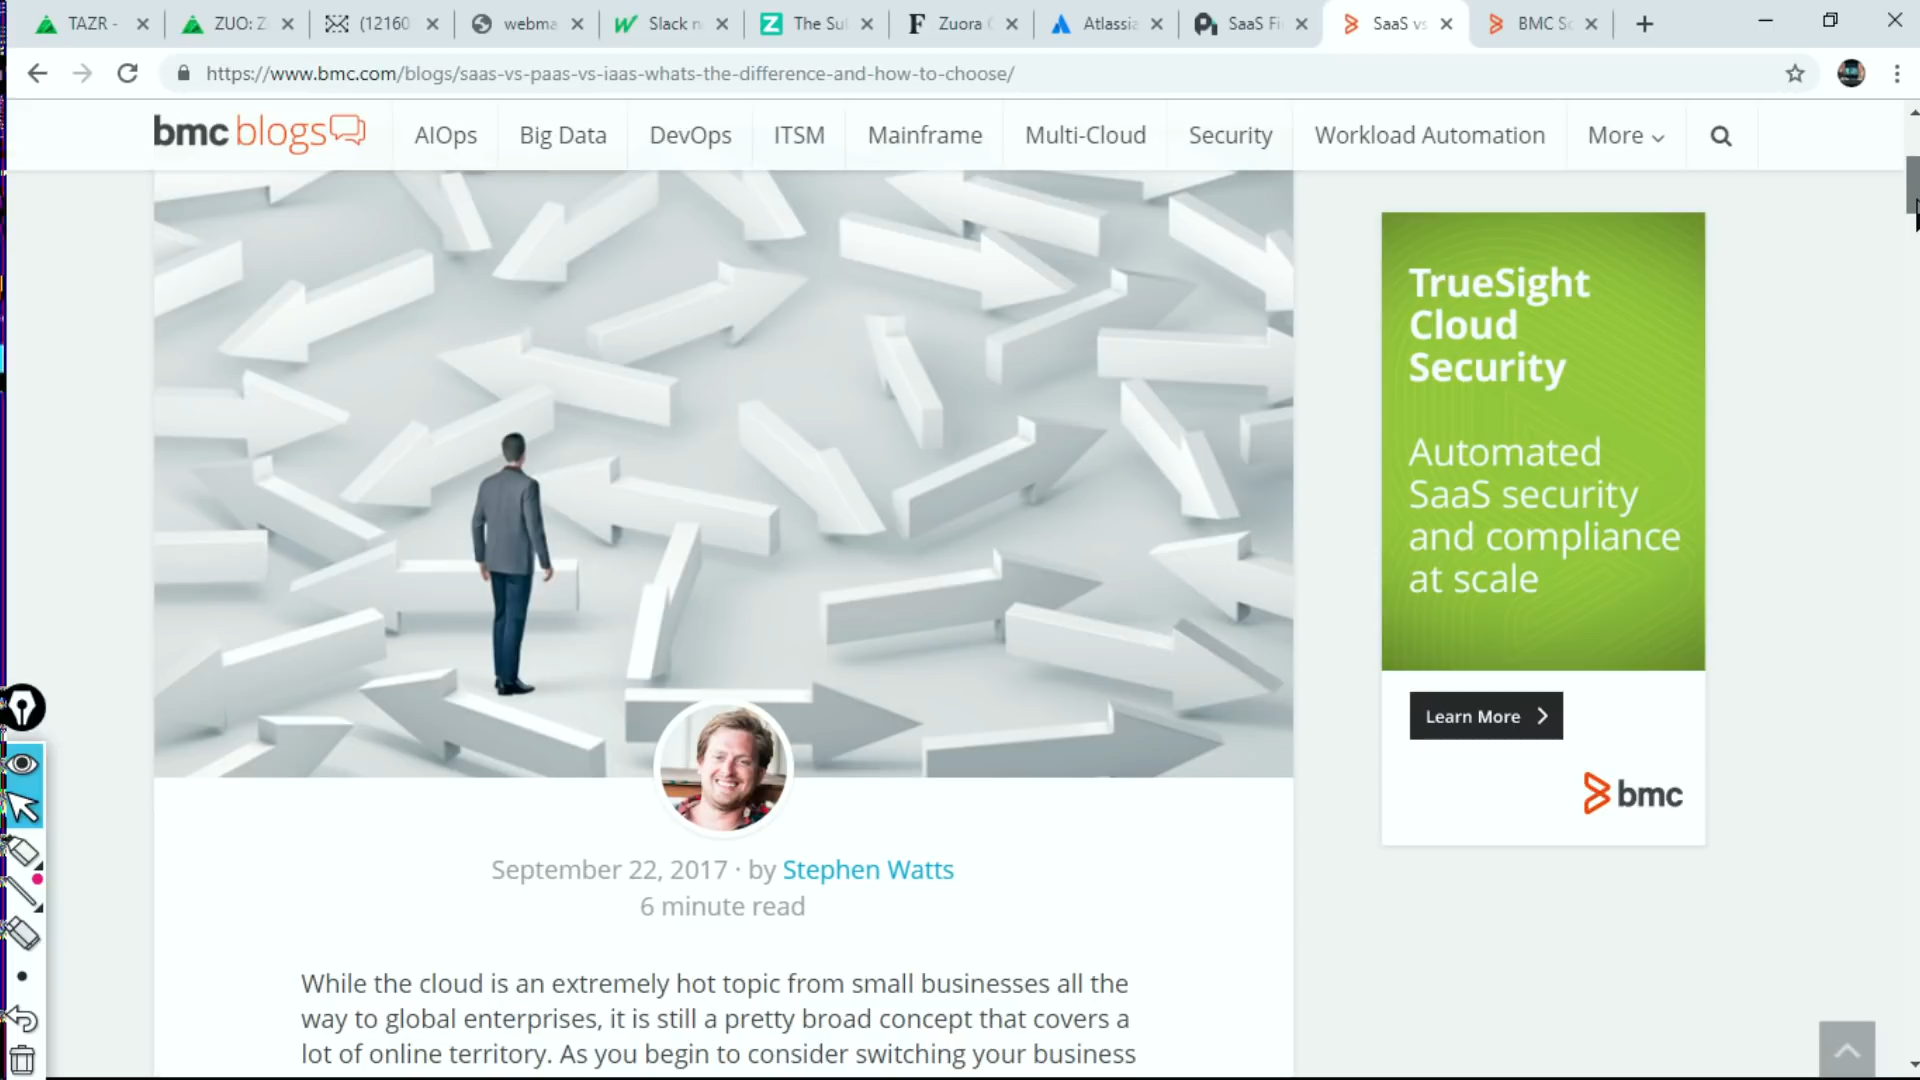 TAZR -
ZUO: Z
(12160
webma
Slack n
The Sul
Zuora
Atlassia
SaaS Fi
SaaS vs
BMC So
https://www.bmc.com/blogs/saas-vs-paas-vs-iaas-whats-the-difference-and-how-to-choose/
bmc blogs
AIOps
Big Data
DevOps
ITSM
Mainframe
Multi-Cloud
Security
Workload Automation
More
TrueSight
Cloud
Security
Automated
SaaS security
and compliance
at scale
Learn More
bmc
September 22, 2017 · by Stephen Watts
6 minute read
While the cloud is an extremely hot topic from small businesses all the
way to global enterprises, it is still a pretty broad concept that covers a
lot of online territory. As you begin to consider switching your business